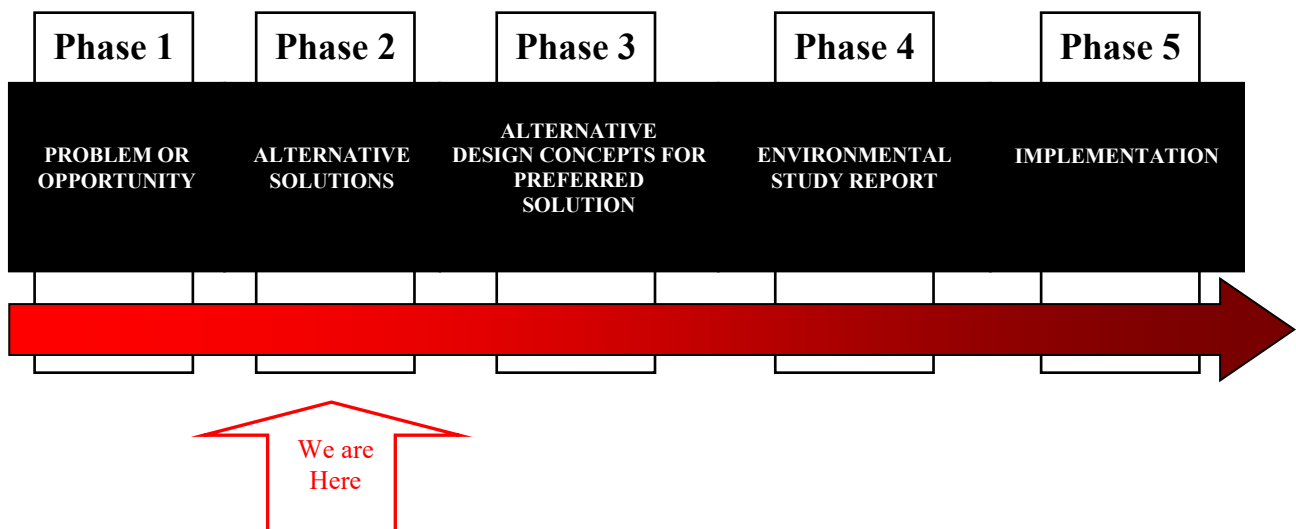 Phase 1
Phase 2
Phase 3
Phase 4
Phase 5
PROBLEM OR
OPPORTUNITY
ALTERNATIVE
SOLUTIONS
ALTERNATIVE
DESIGN CONCEPTS FOR
PREFERRED
SOLUTION
ENVIRONMENTAL
STUDY REPORT
IMPLEMENTATION
We are
Here